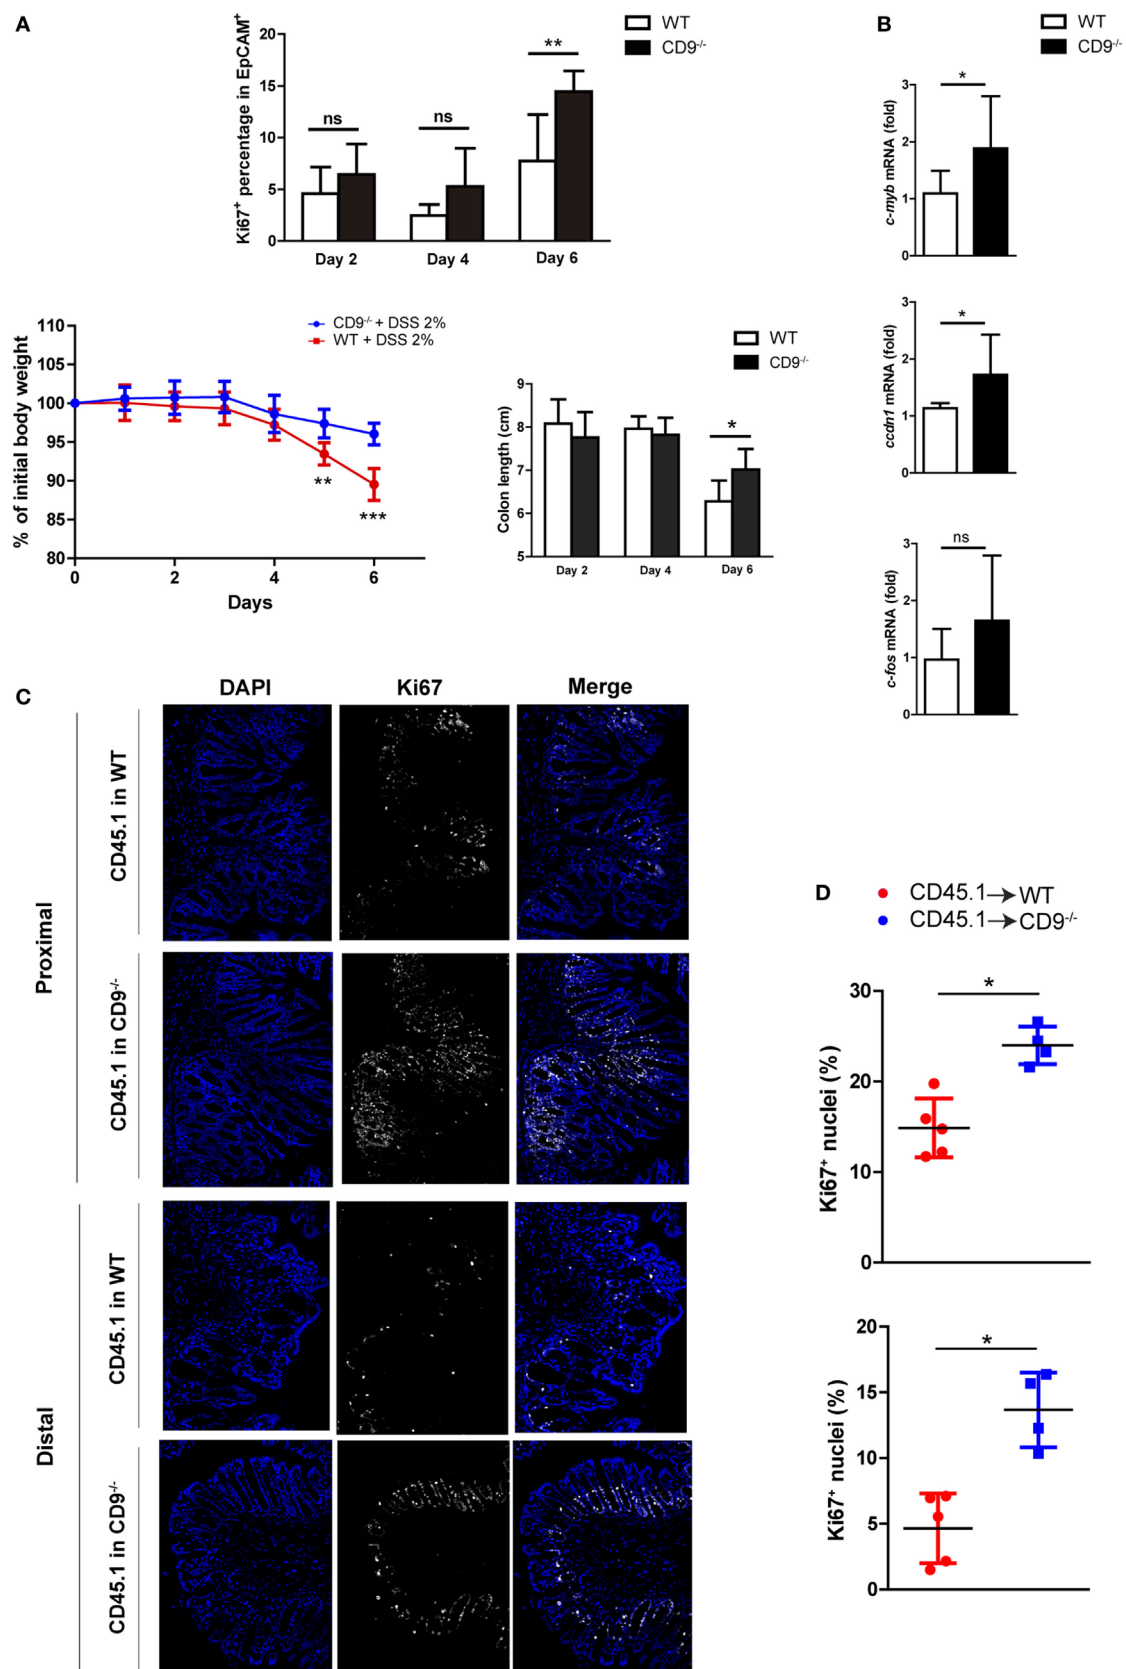 A
WT
CD9-/-
Ki67+ percentage in EpCAM+
20
15
10
5
0
ns
ns
**
Day 2
Day 4
Day 6
% of initial body weight
110
105
100
95
90
85
80
CD9-/- + DSS 2%
WT + DSS 2%
**
***
0
2
4
6
Days
WT
CD9-/-
Colon length (cm)
9
8
7
6
5
*
Day 2
Day 4
Day 6
B
WT
CD9-/-
c-myb mRNA (fold)
3
2
1
0
*
ccdn1 mRNA (fold)
3
2
1
0
*
c-fos mRNA (fold)
3
2
1
0
ns
C
DAPI
Ki67
Merge
Proximal
CD45.1 in WT
CD45.1 in CD9-/-
Distal
CD45.1 in WT
CD45.1 in CD9-/-
D
CD45.1→WT
CD45.1→CD9-/-
Ki67+ nuclei (%)
30
20
10
0
*
Ki67+ nuclei (%)
20
15
10
5
0
*